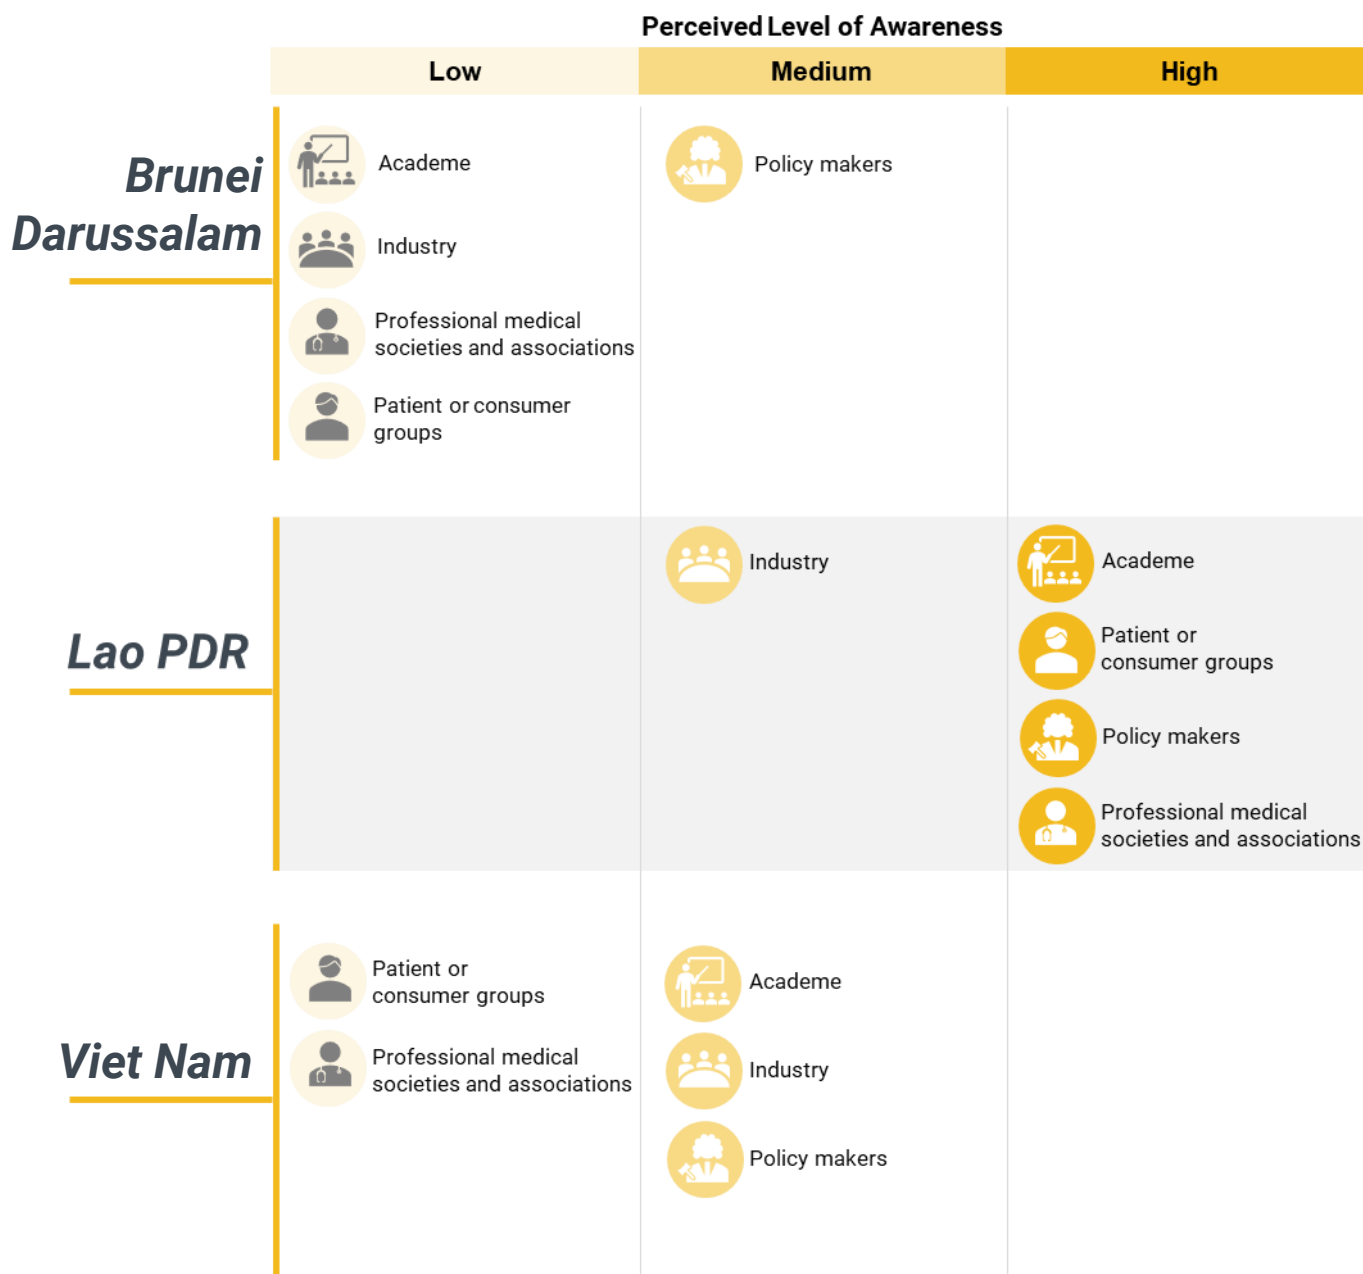 Perceived Level of Awareness
Low
Medium
High
Brunei
Darussalam
Academe
Industry
Professional medical
societies and associations
Patient or consumer
groups
Policy makers
Lao PDR
Industry
Academe
Patient or
consumer groups
Policy makers
Professional medical
societies and associations
Viet Nam
Patient or
consumer groups
Professional medical
societies and associations
Academe
Industry
Policy makers